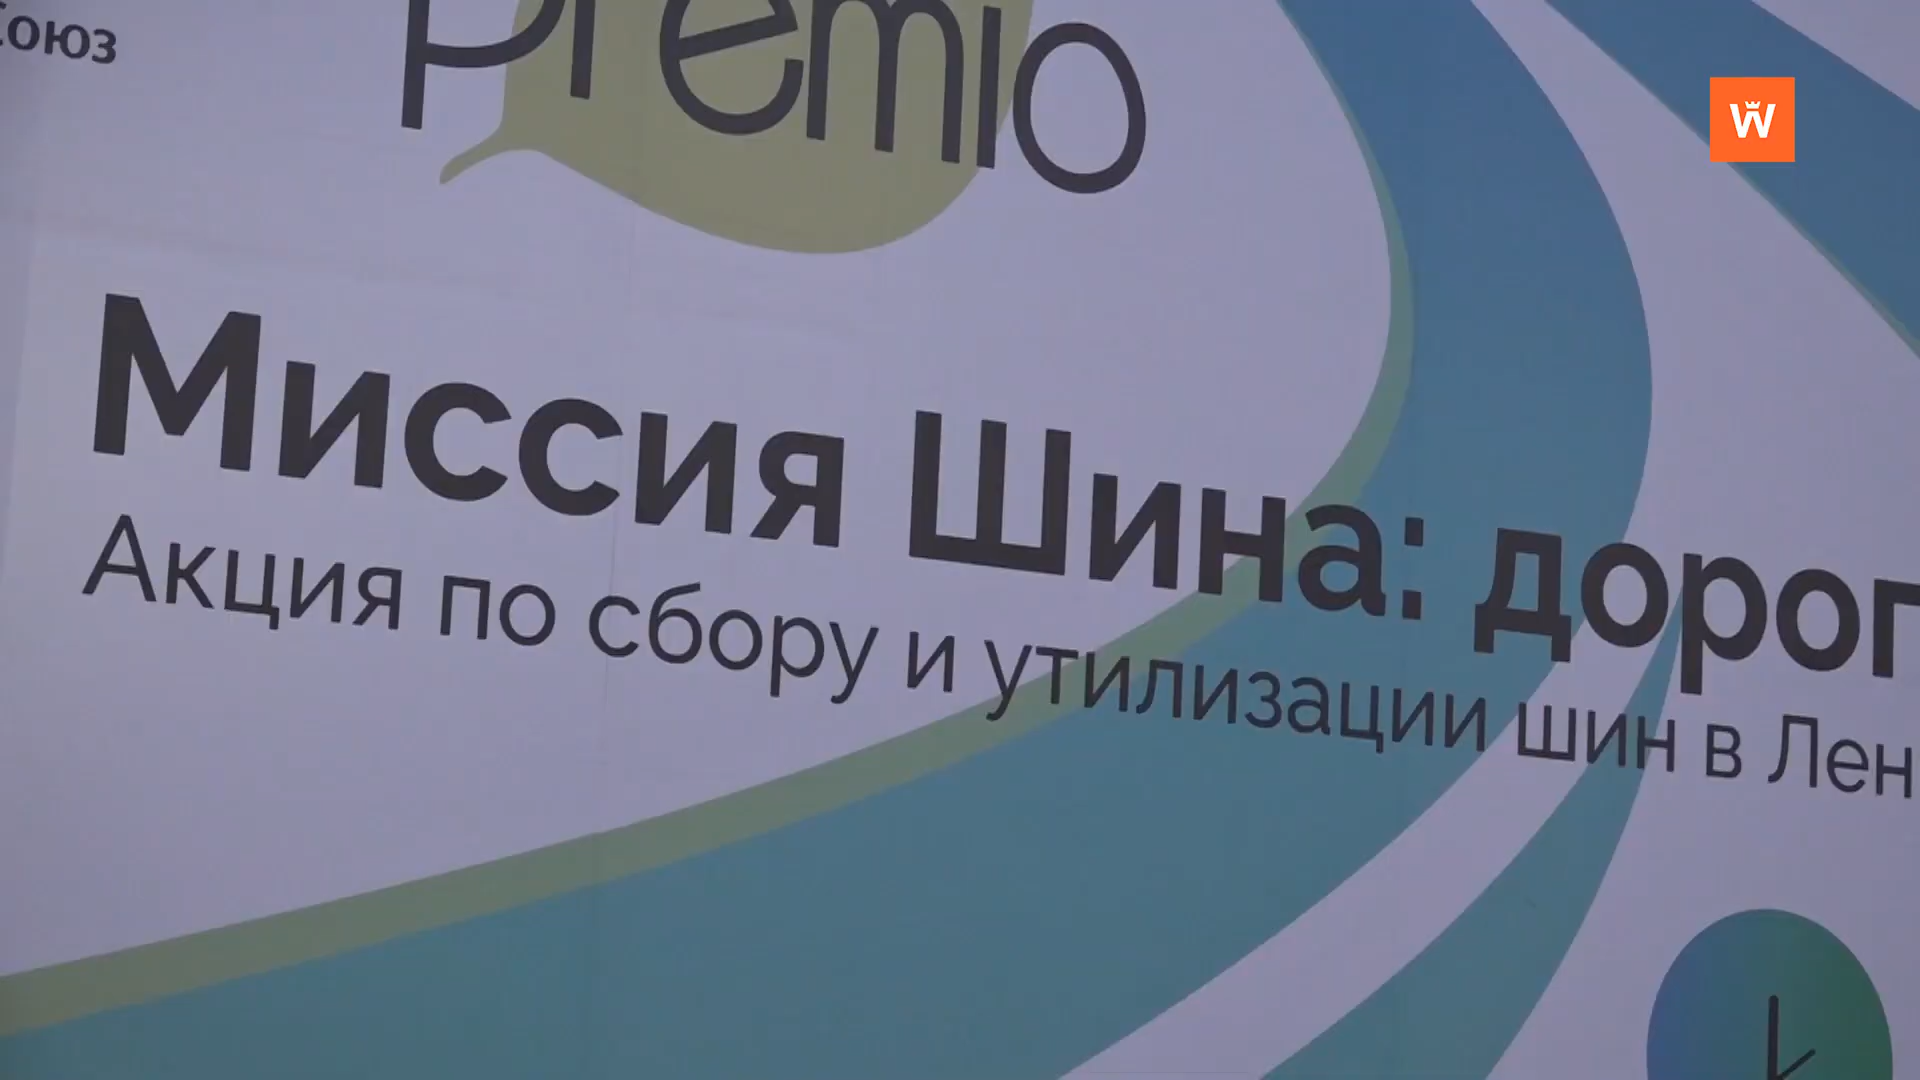 Союз
premio
W
Миссия Шина: дорог
Акция по сбору и утилизации шин в Лен